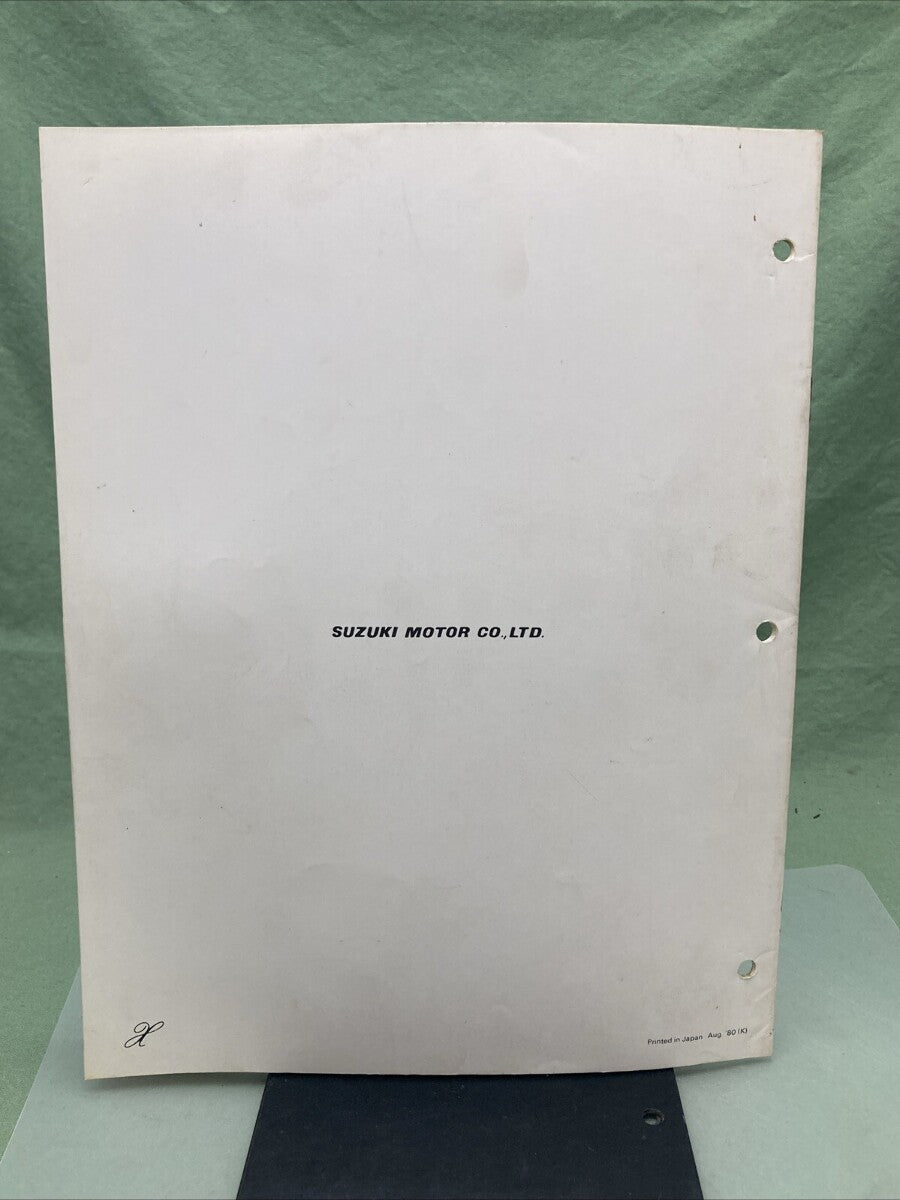 SUZUKI MOTOR CO.,LTD.
X
Printed in Japan Aug. '80 (K)